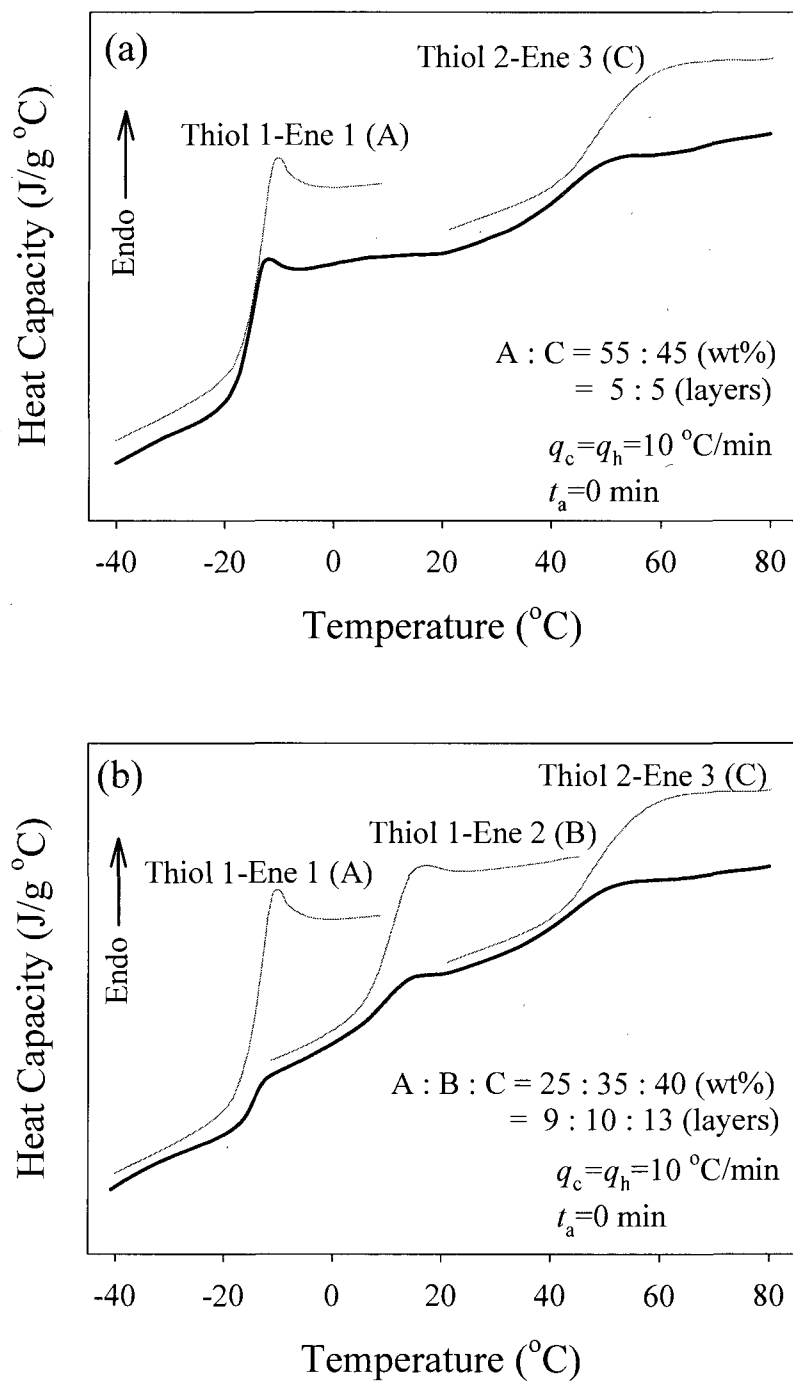 (a)
Thiol 2-Ene 3 (C)
Thiol 1-Ene 1 (A)
Endo
Heat Capacity (J/g °C)
A : C = 55 : 45 (wt%)
= 5 : 5 (layers)
q_c=q_h=10 °C/min
t_a=0 min
-40 -20 0 20 40 60 80
Temperature (°C)
(b)
Thiol 2-Ene 3 (C)
Thiol 1-Ene 2 (B)
Thiol 1-Ene 1 (A)
Endo
Heat Capacity (J/g °C)
A : B : C = 25 : 35 : 40 (wt%)
= 9 : 10 : 13 (layers)
q_c=q_h=10 °C/min
t_a=0 min
-40 -20 0 20 40 60 80
Temperature (°C)